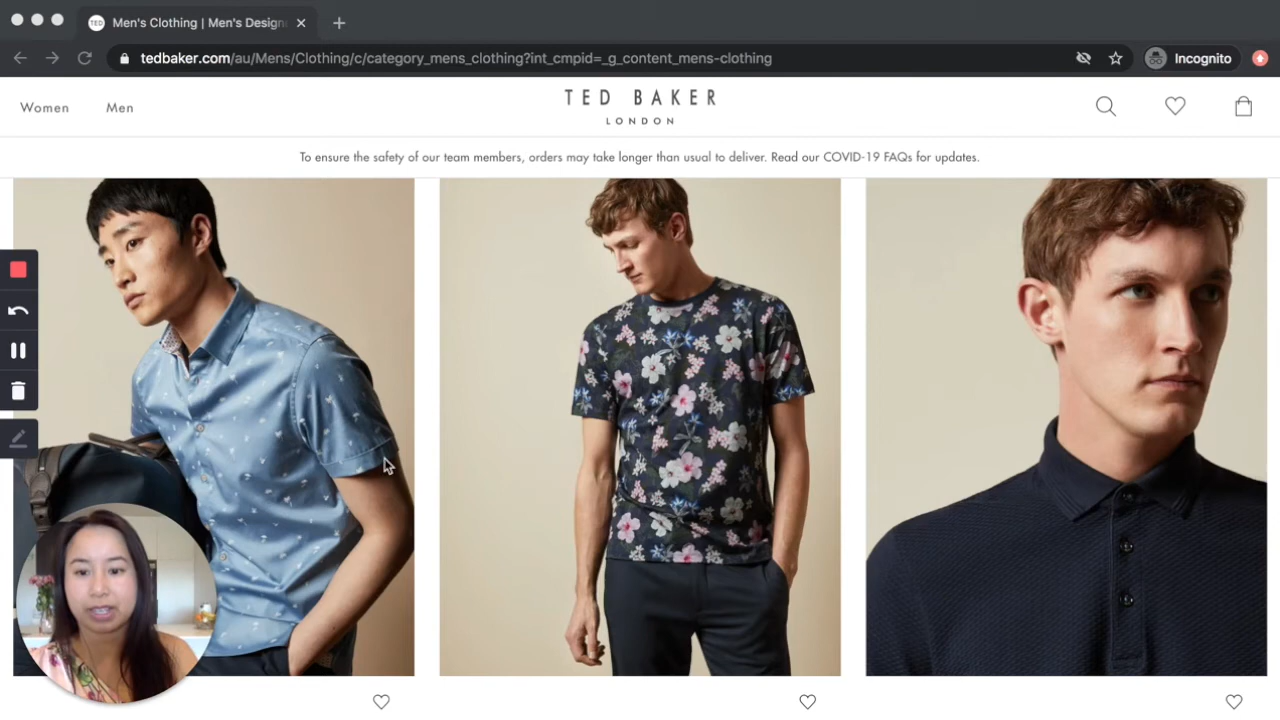 TED
Men's Clothing | Men's Design
tedbaker.com/au/Mens/Clothing/c/category_mens_clothing?int_cmpid=_g_content_mens-clothing
Incognito
Women
Men
TED BAKER
LONDON
To ensure the safety of our team members, orders may take longer than usual to deliver. Read our COVID-19 FAQs for updates.